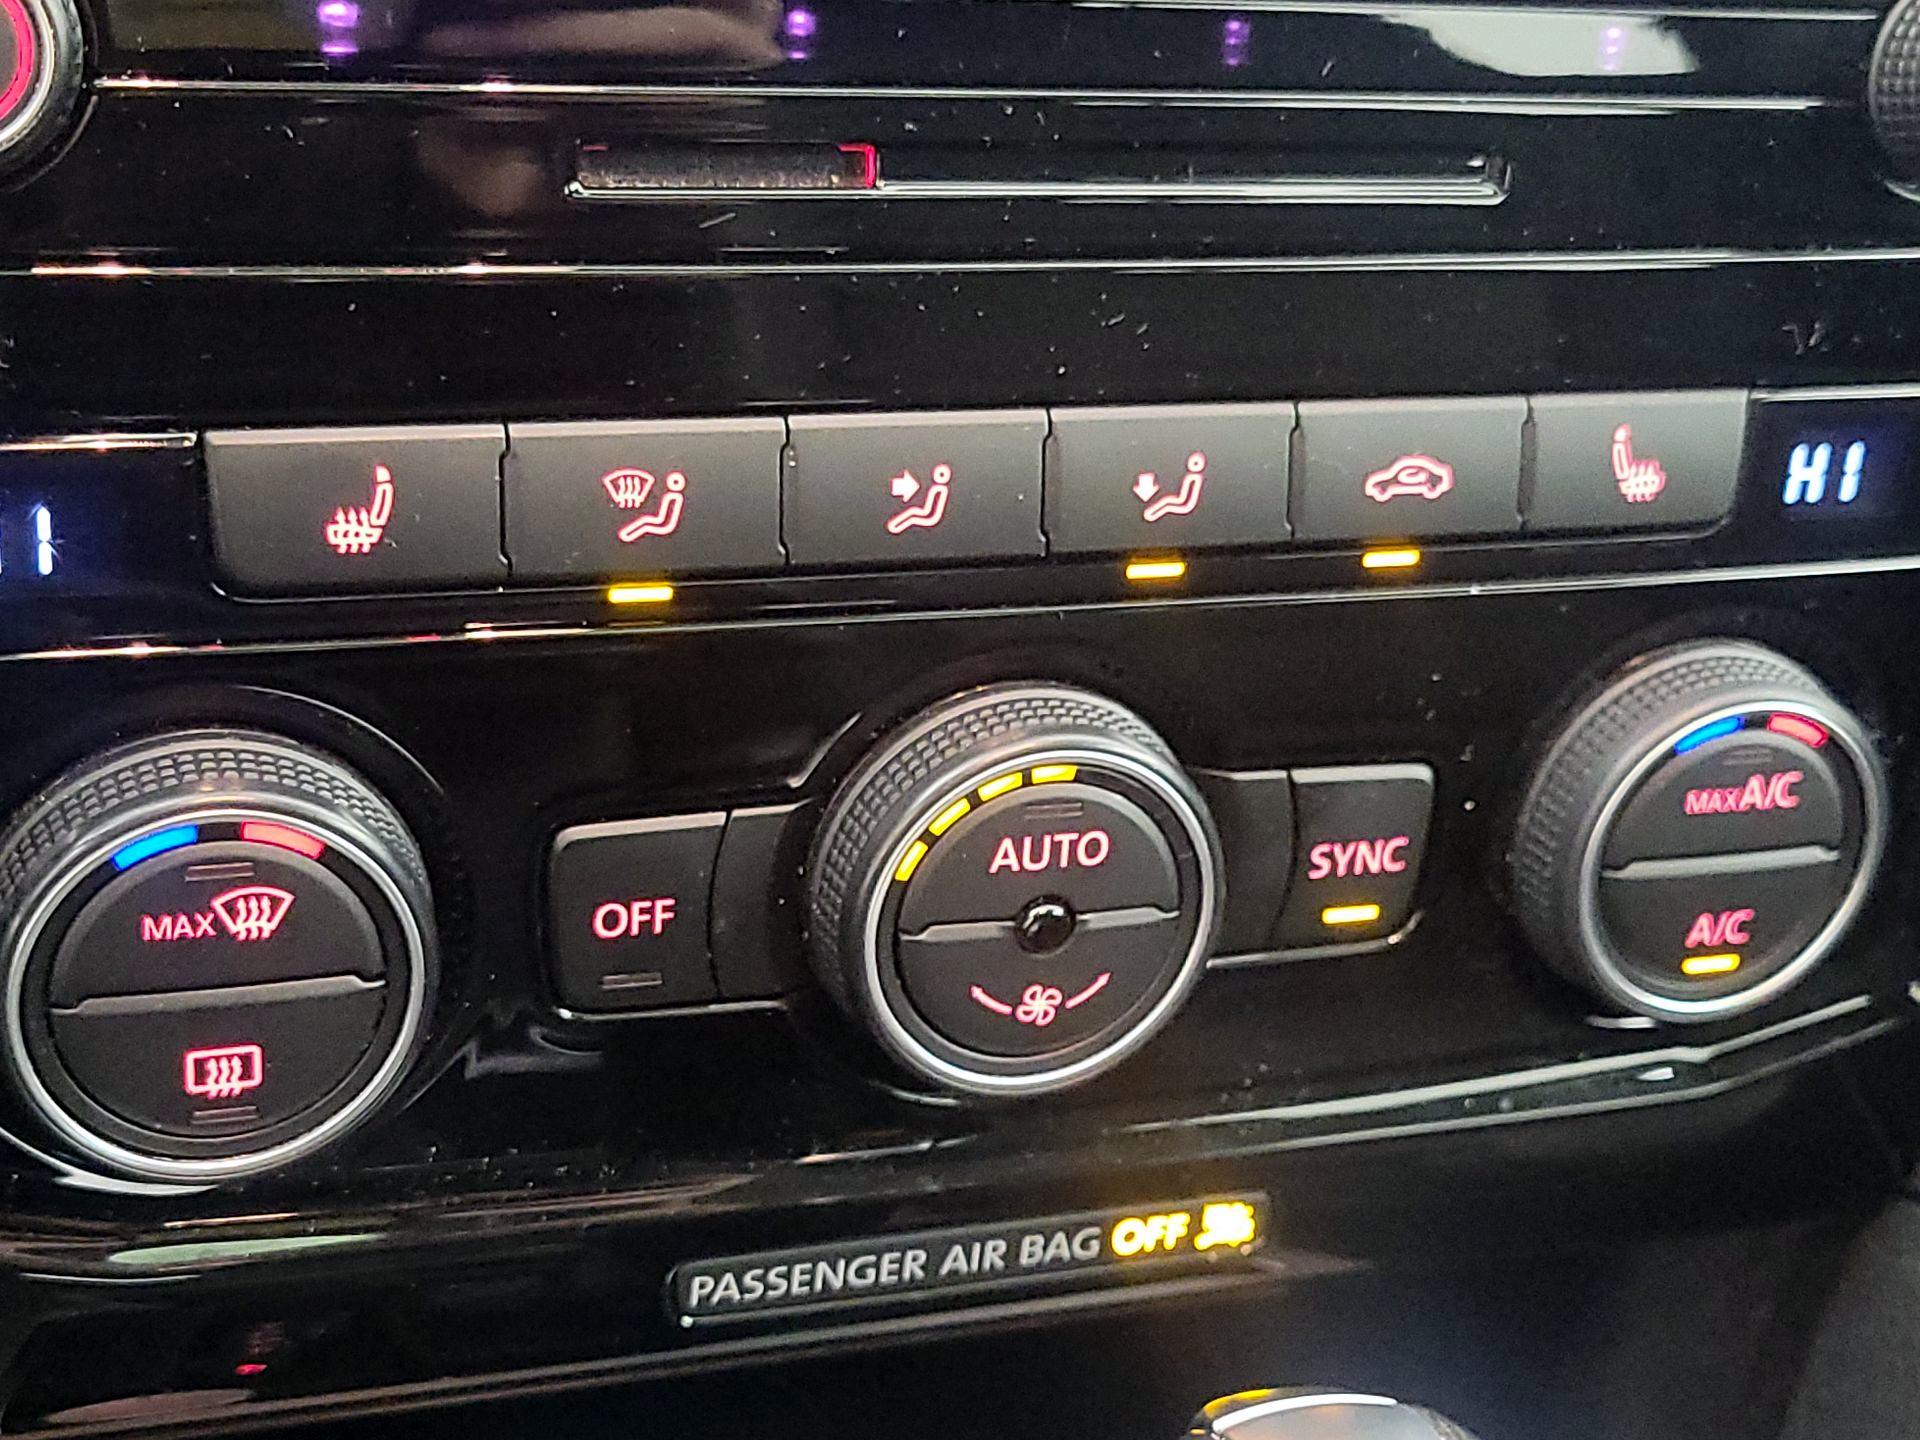 HI
MAX A/C
AUTO
SYNC
OFF
MAX
A/C
PASSENGER AIR BAG OFF